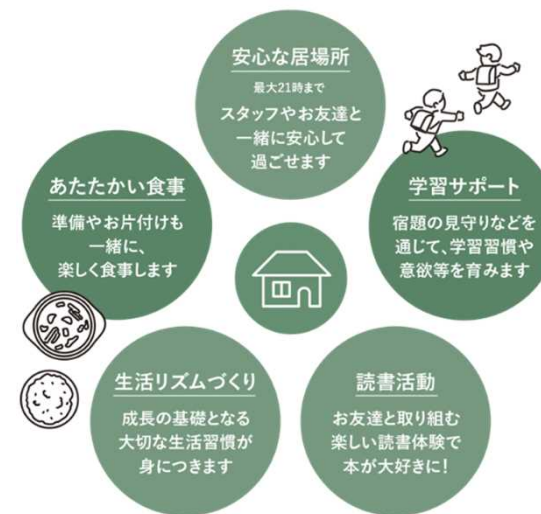 安心な居場所
最大21時まで
スタッフやお友達と
一緒に安心して
過ごせます
あたたかい食事
準備やお片付けも
一緒に、
楽しく食事します
学習サポート
宿題の見守りなどを
通じて、学習習慣や
意欲等を育みます
生活リズムづくり
成長の基礎となる
大切な生活習慣が
身につきます
読書活動
お友達と取り組む
楽しい読書体験で
本が大好きに!